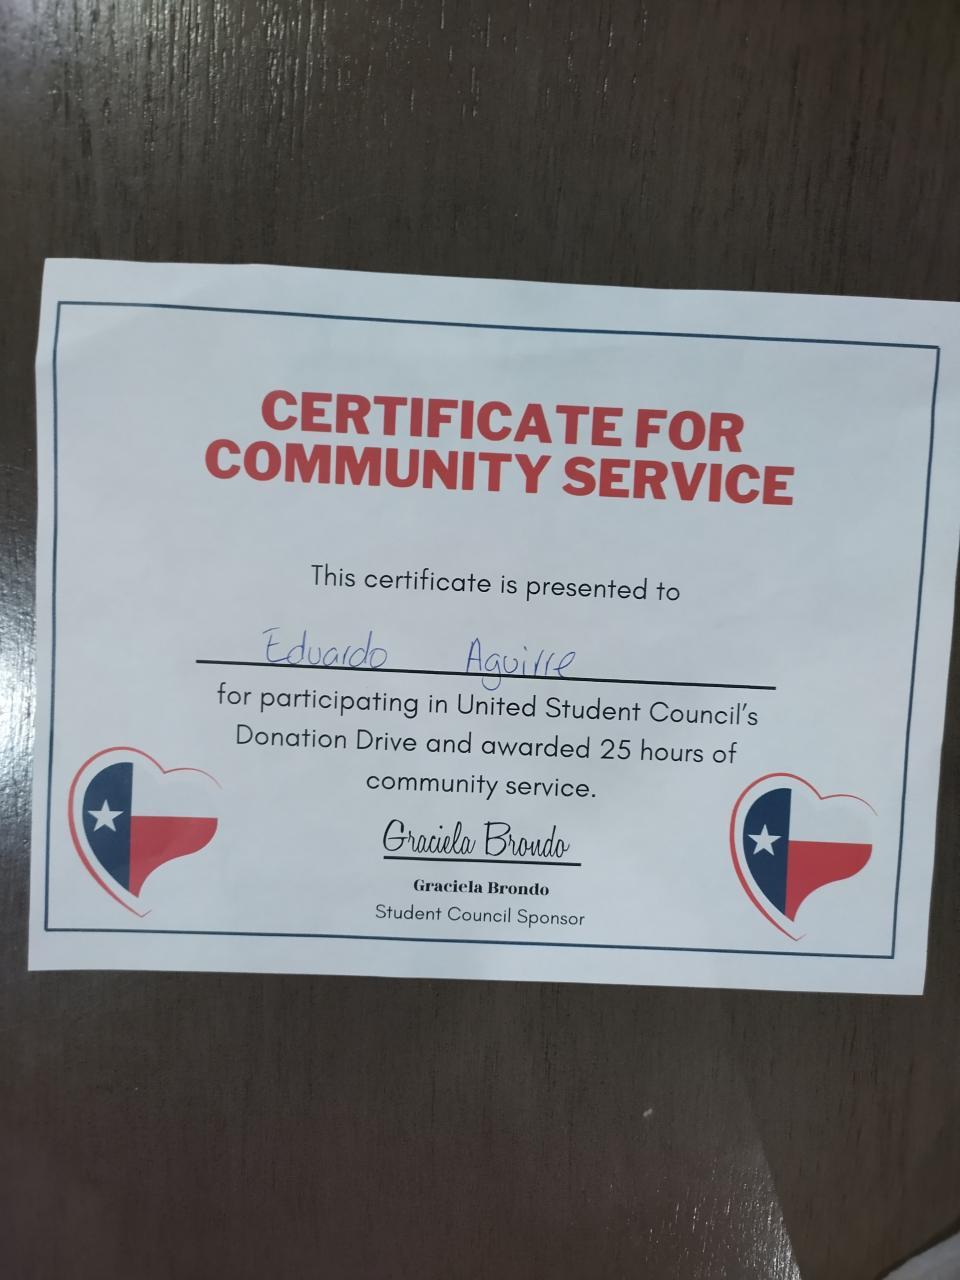 CERTIFICATE FOR
COMMUNITY SERVICE
This certificate is presented to
Eduardo Aguirre
for participating in United Student Council's
Donation Drive and awarded 25 hours of
community service.
Graciela Brondo
Graciela Brondo
Student Council Sponsor